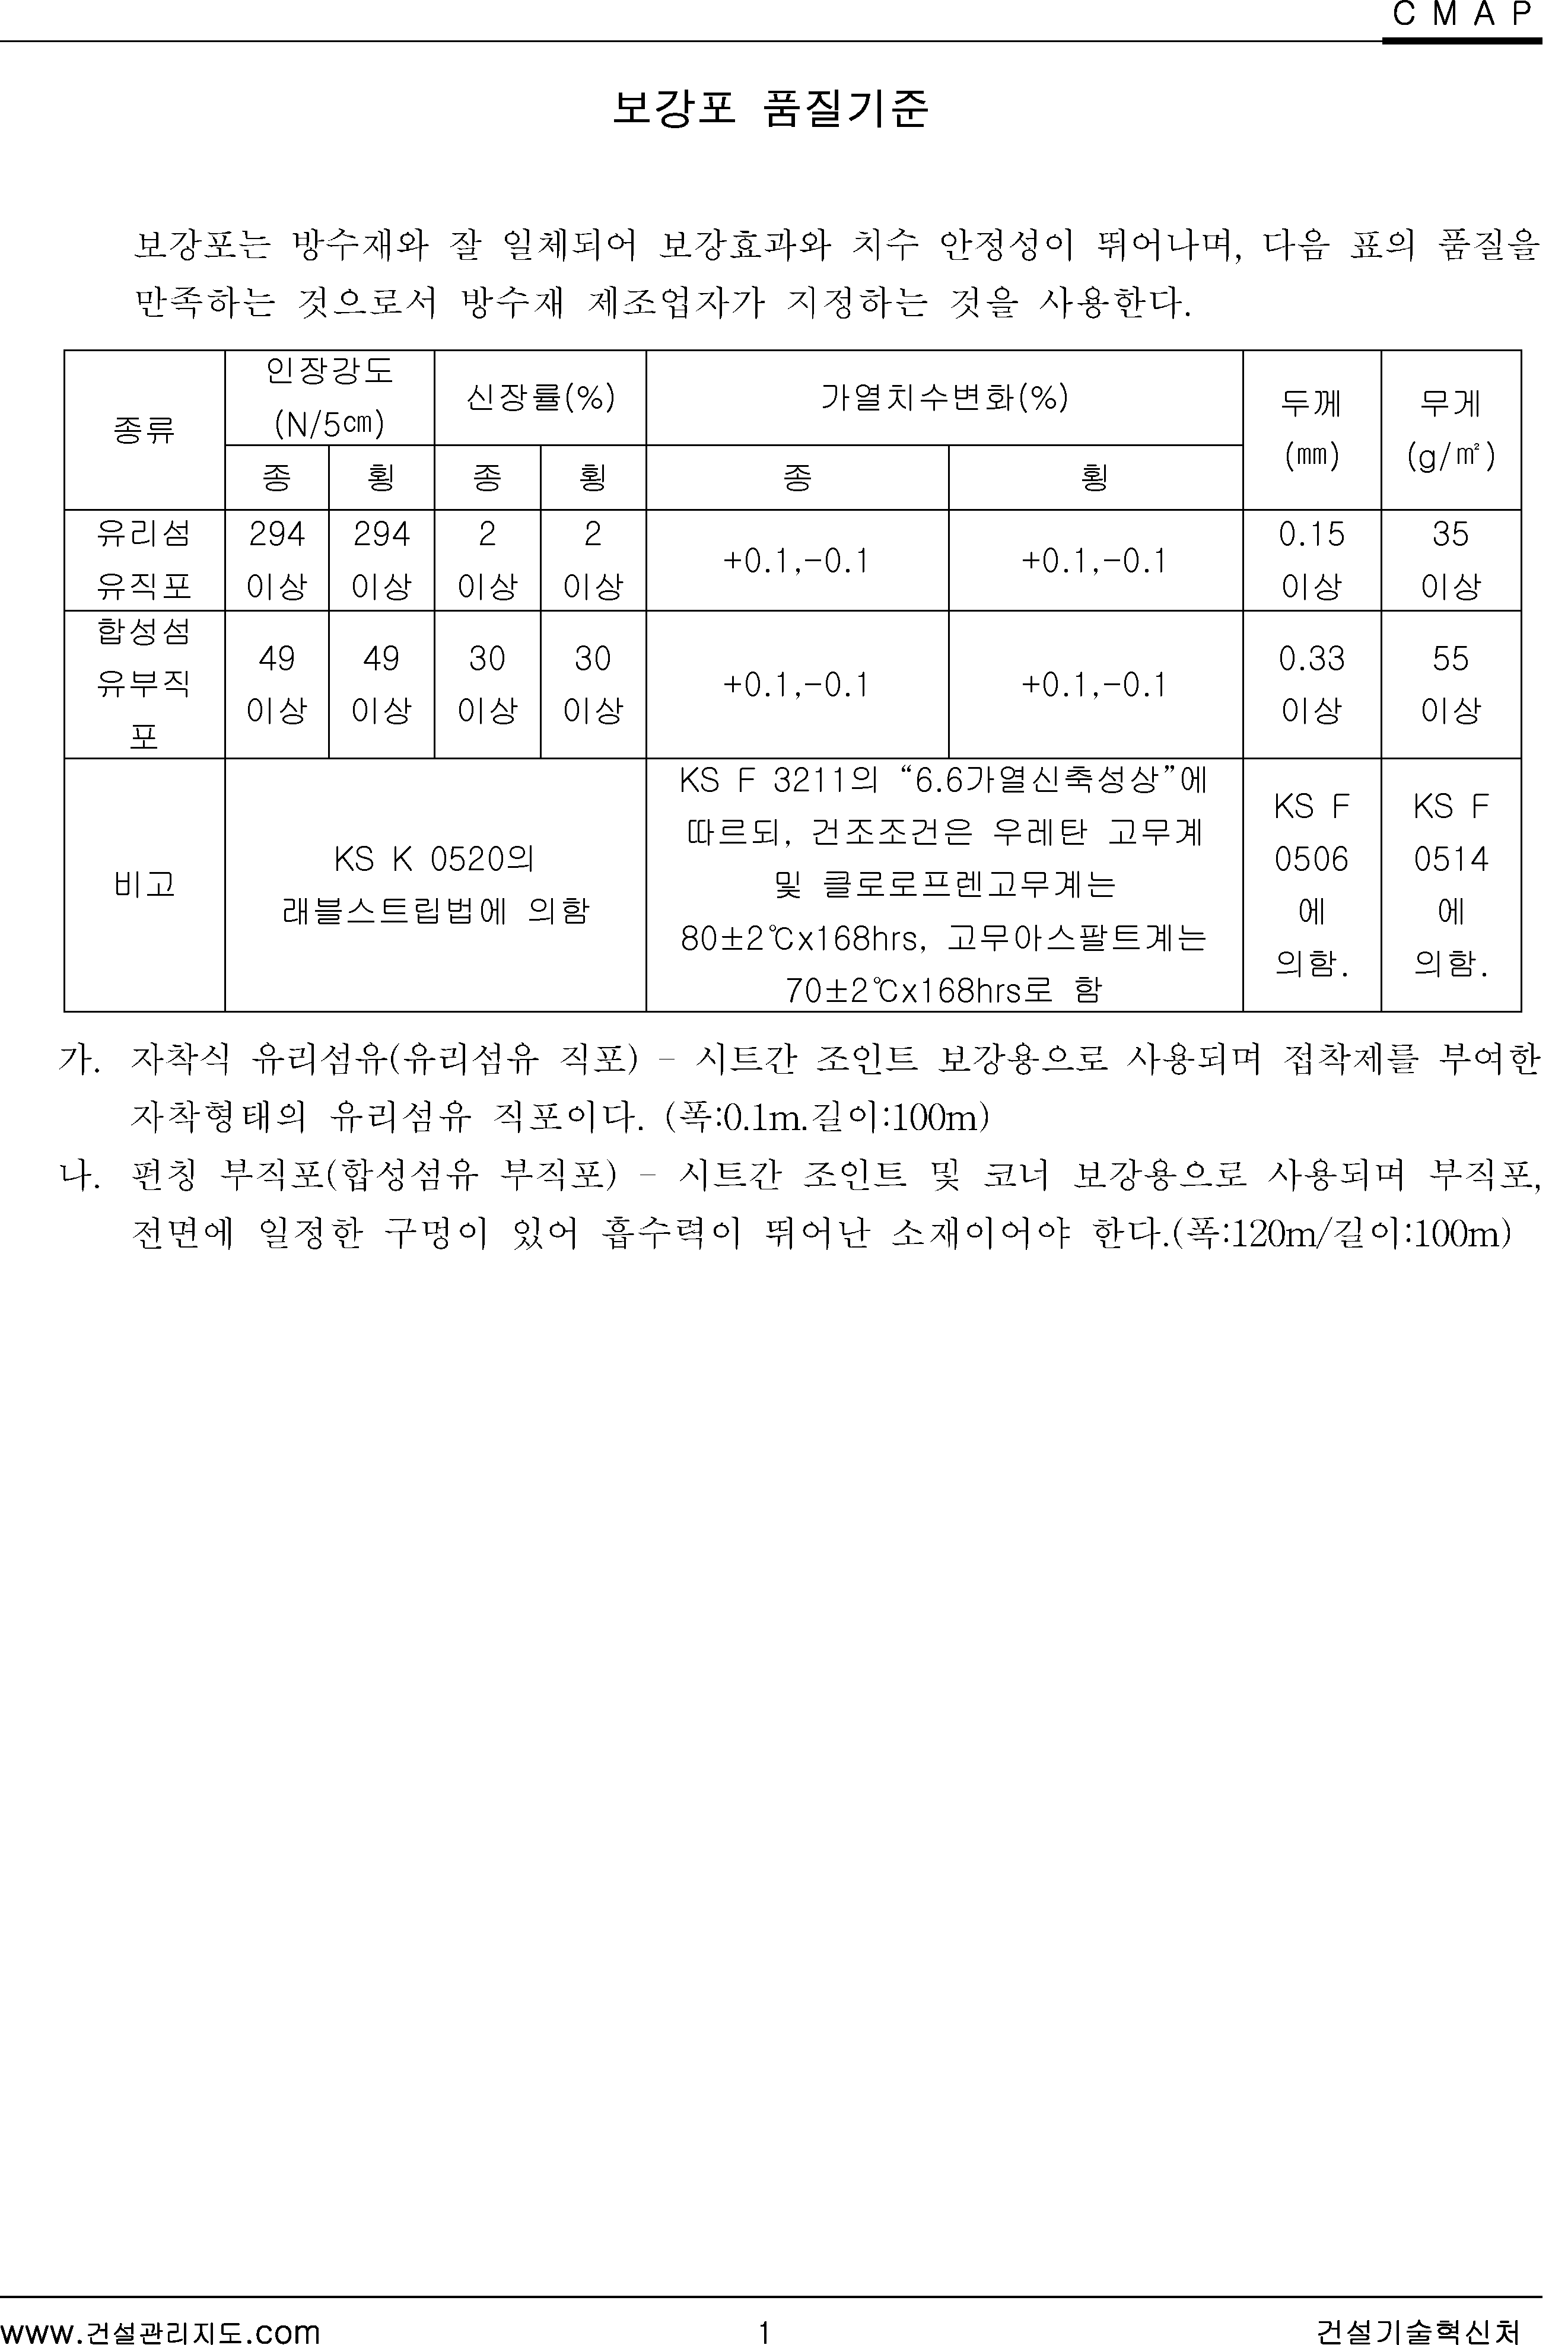 C M A P
보강포 품질기준
보강포는 방수재와 잘 일체되어 보강효과와 치수 안정성이 뛰어나며, 다음 표의 품질을
만족하는 것으로서 방수재 제조업자가 지정하는 것을 사용한다.
종류
인장강도
(N/5㎝)
신장률(%)
가열치수변화(%)
두께
(㎜)
무게
(g/㎡)
종 횡 종 횡 종 횡
유리섬
유직포
294
이상
294
이상
2
이상
2
이상
+0.1,-0.1
+0.1,-0.1
0.15
이상
35
이상
합성섬
유부직
포
49
이상
49
이상
30
이상
30
이상
+0.1,-0.1
+0.1,-0.1
0.33
이상
55
이상
비고
KS K 0520의
래블스트립법에 의함
KS F 3211의 “6.6가열신축성상”에
따르되, 건조조건은 우레탄 고무계
및 클로로프렌고무계는
80±2℃x168hrs, 고무아스팔트계는
70±2℃x168hrs로 함
KS F
0506
에
의함.
KS F
0514
에
의함.
가. 자착식 유리섬유(유리섬유 직포) - 시트간 조인트 보강용으로 사용되며 접착제를 부여한
자착형태의 유리섬유 직포이다. (폭:0.1m.길이:100m)
나. 펀칭 부직포(합성섬유 부직포) - 시트간 조인트 및 코너 보강용으로 사용되며 부직포,
전면에 일정한 구멍이 있어 흡수력이 뛰어난 소재이어야 한다.(폭:120m/길이:100m)
www.건설관리지도.com 1 건설기술혁신처